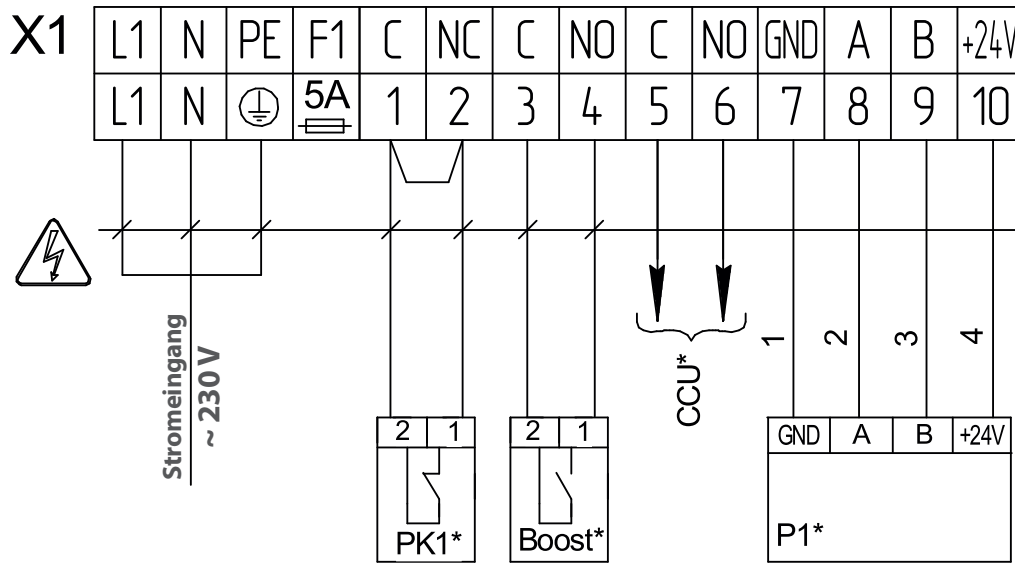 X1 L1 N PE F1 C NC C NO C NO GND A B +24V
L1 N 5A 1 2 3 4 5 6 7 8 9 10
Stromeingang
~ 230 V
CCU*
1 2 3 4
2 1 2 1 GND A B +24V
PK1* Boost* P1*